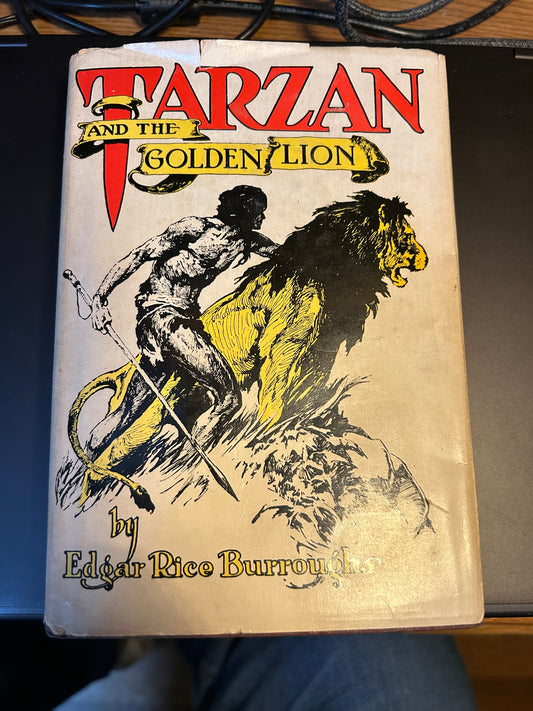 TARZAN
AND THE
GOLDEN LION
by
Edgar Rice Burroughs